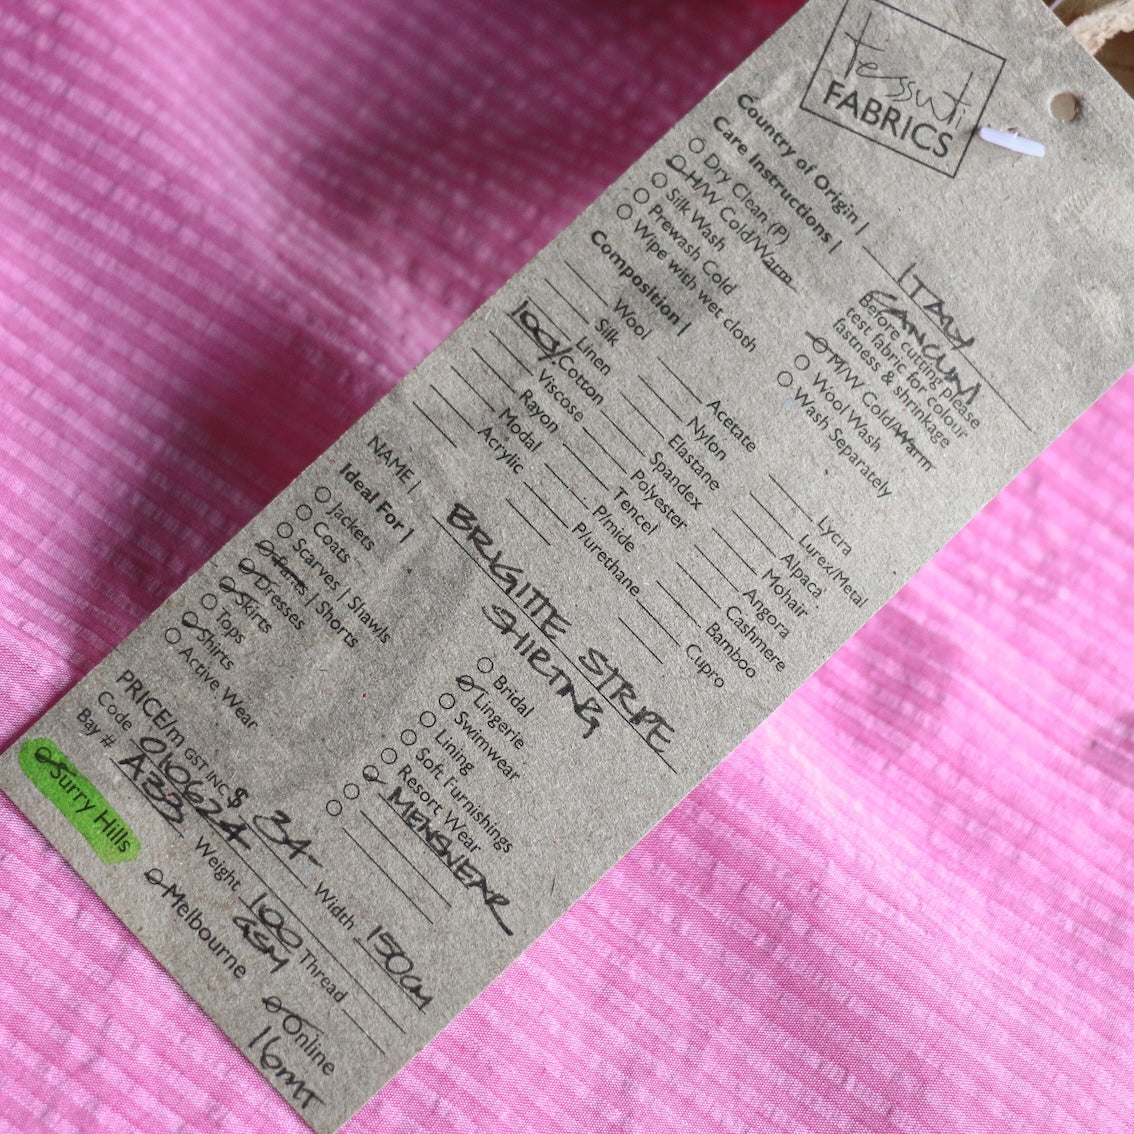 tessuti
FABRICS
Country of Origin | ITALY
Care Instructions |
Dry Clean (P)
H/W Cold/Warm
Silk Wash
Prewash Cold
Wipe with wet cloth
Before cutting please
test fabric for colour
fastness & shrinkage
M/W Cold/Warm
Wool Wash
Wash Separately
Composition |
Wool
Silk
Linen
100% Cotton
Viscose
Rayon
Modal
Acrylic
Acetate
Nylon
Elastane
Spandex
Polyester
Tencel
P/mide
P/urethane
Lycra
Lurex/Metal
Alpaca
Mohair
Angora
Cashmere
Bamboo
Cupro
NAME | BRIGITTE STRIPE
SHIRTING
Ideal For |
Jackets
Coats
Scarves | Shawls
Pants | Shorts
Dresses
Skirts
Tops
Shirts
Active Wear
Bridal
Lingerie
Swimwear
Lining
Soft Furnishings
Resort Wear
MENSWEAR
PRICE/m GST INC $ 34- Width 150CM
Code 010624 Weight 100 Thread
GSM
Bay # A33
Surry Hills
Melbourne
Online
16MT